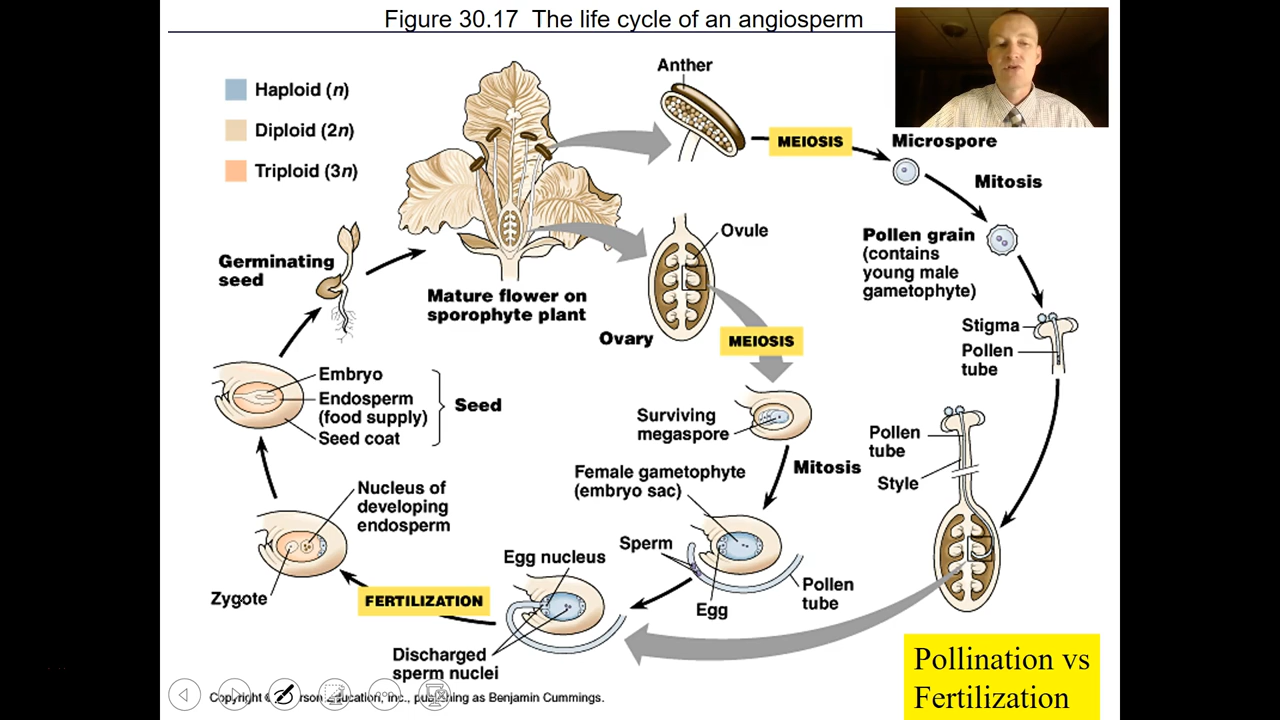 Figure 30.17 The life cycle of an angiosperm
Haploid (n)
Diploid (2n)
Triploid (3n)
Anther
MEIOSIS
Microspore
Mitosis
Pollen grain
(contains
young male
gametophyte)
Stigma
Pollen
tube
Ovule
Ovary
MEIOSIS
Germinating
seed
Mature flower on
sporophyte plant
Embryo
Endosperm
(food supply)
Seed coat
Seed
Surviving
megaspore
Mitosis
Pollen
tube
Style
Female gametophyte
(embryo sac)
Nucleus of
developing
endosperm
Sperm
Egg nucleus
Pollen
tube
Egg
Zygote
FERTILIZATION
Discharged
sperm nuclei
Pollination vs
Fertilization
Copyright Education, Inc., publishing as Benjamin Cummings.